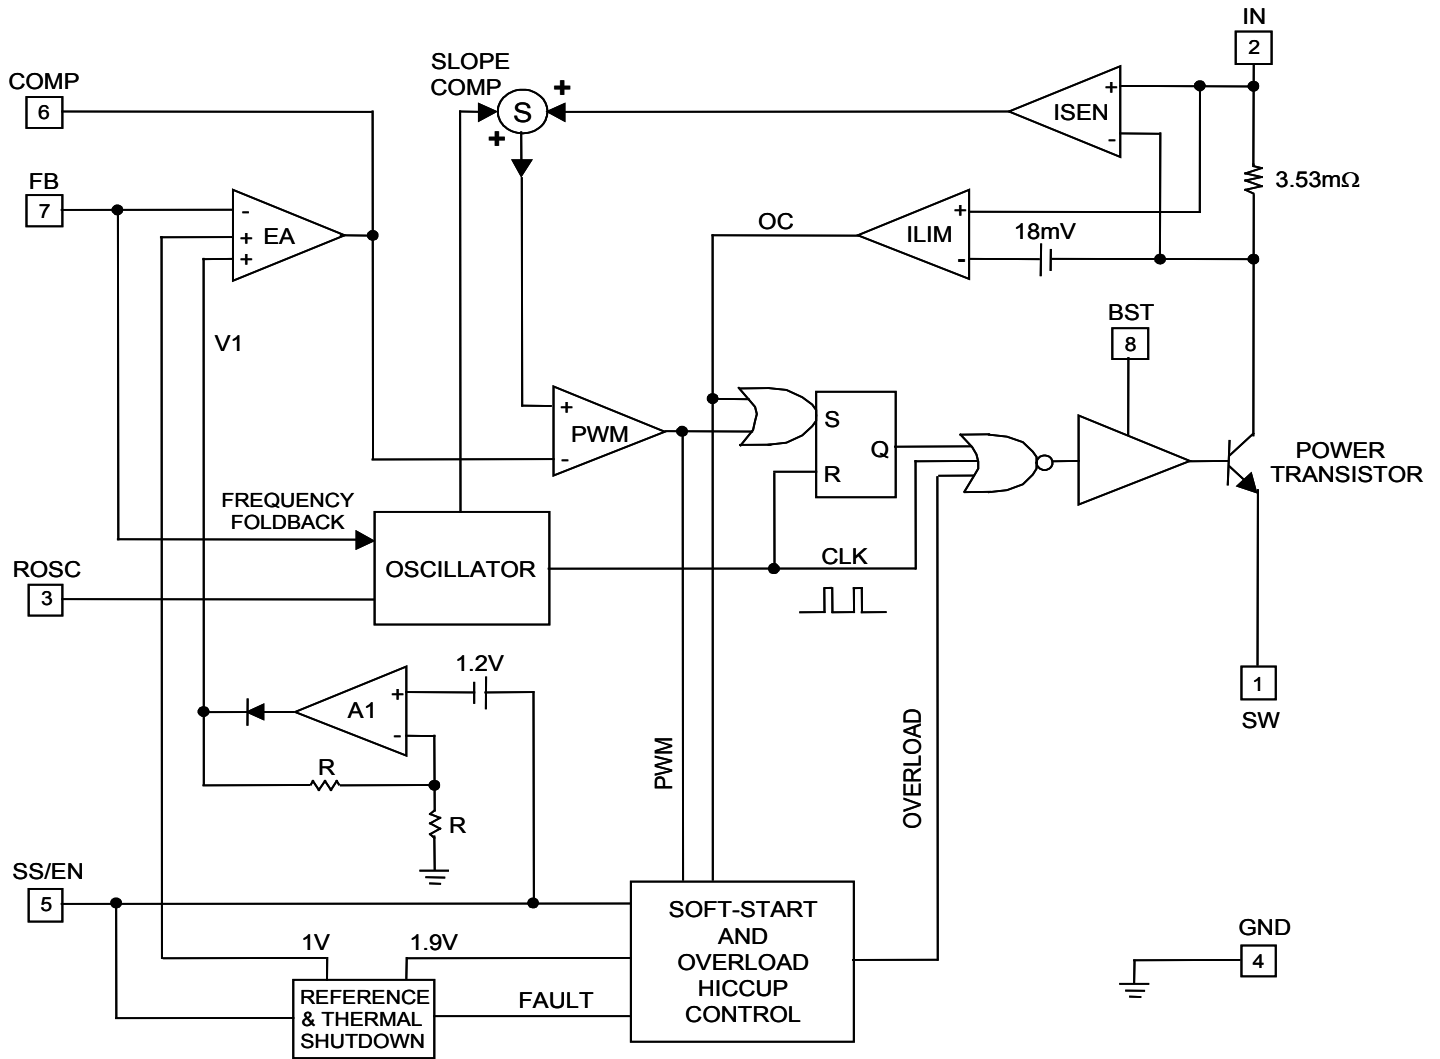 IN
2
SLOPE
COMP
COMP
6
+
S
+
+
ISEN
-
FB
7
3.53mΩ
-
+
EA
+
OC
+
ILIM
-
18mV
V1
BST
8
+
PWM
-
S
Q
R
POWER
TRANSISTOR
FREQUENCY
FOLDBACK
OSCILLATOR
CLK
ROSC
3
1.2V
+
A1
-
R
R
PWM
OVERLOAD
1
SW
SS/EN
5
1V
1.9V
REFERENCE
& THERMAL
SHUTDOWN
FAULT
SOFT-START
AND
OVERLOAD
HICCUP
CONTROL
GND
4